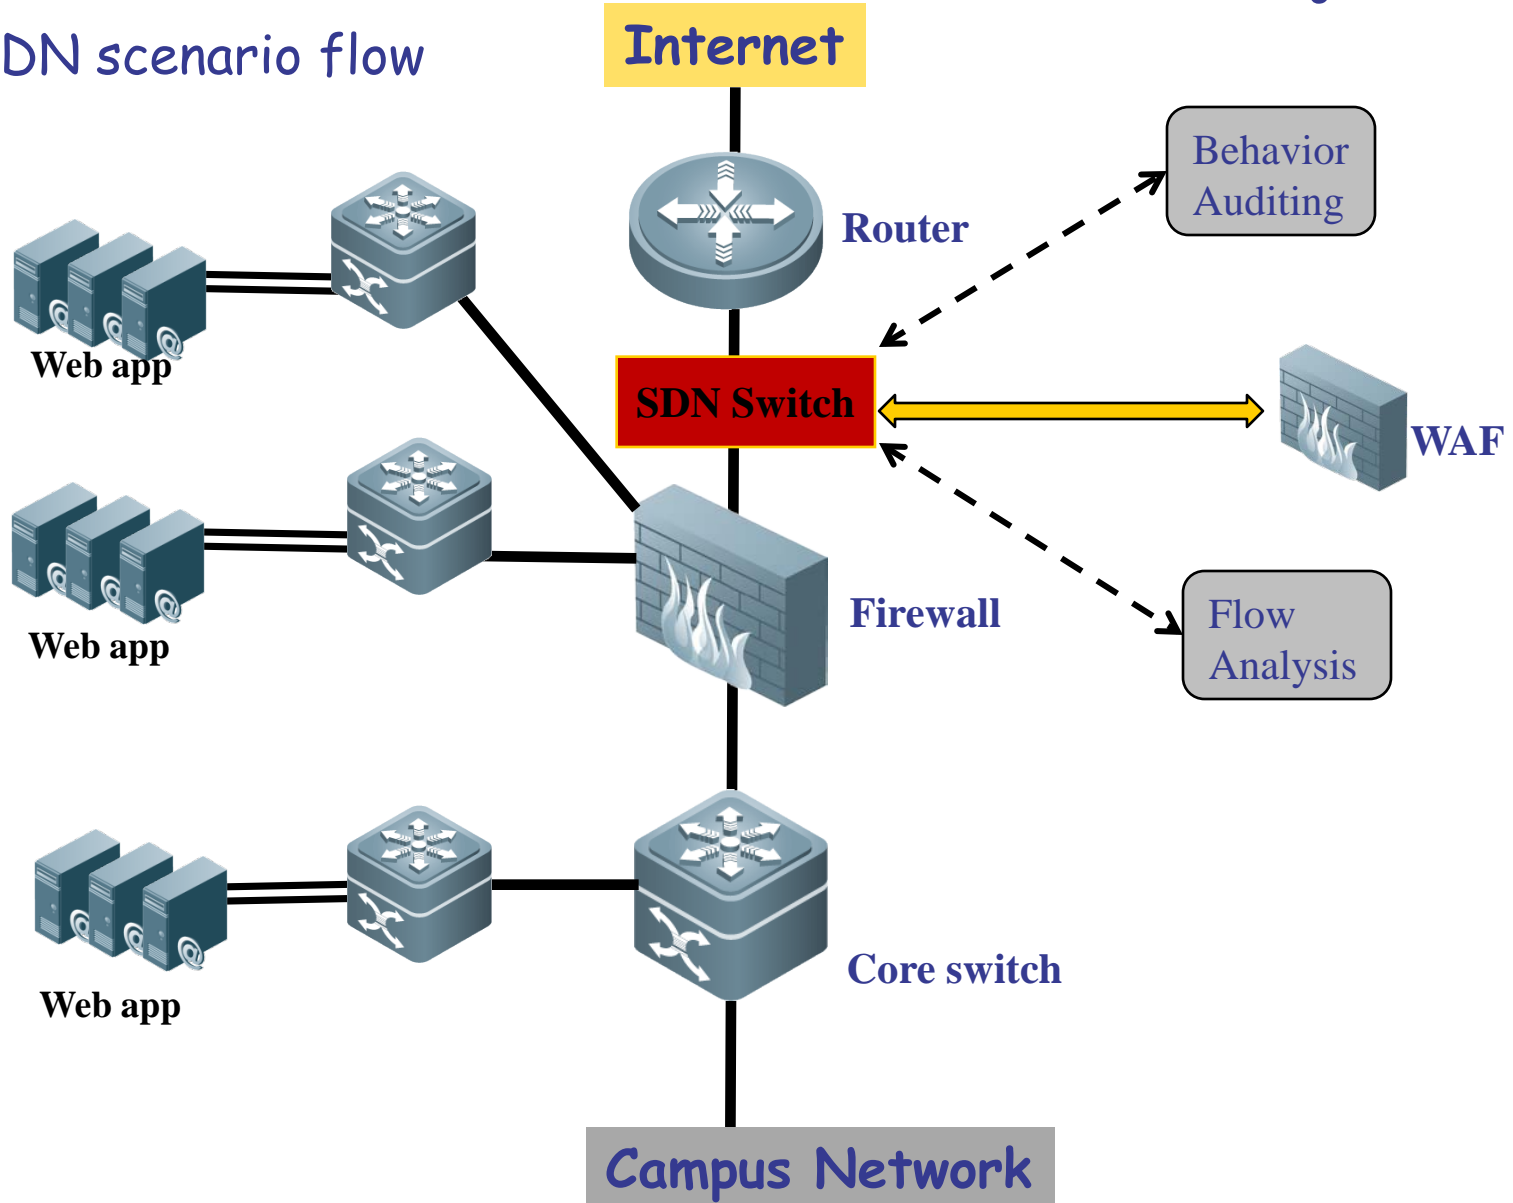 DN scenario flow
Internet
Behavior
Auditing
Router
Web app
SDN Switch
WAF
Firewall
Flow
Analysis
Web app
Core switch
Web app
Campus Network